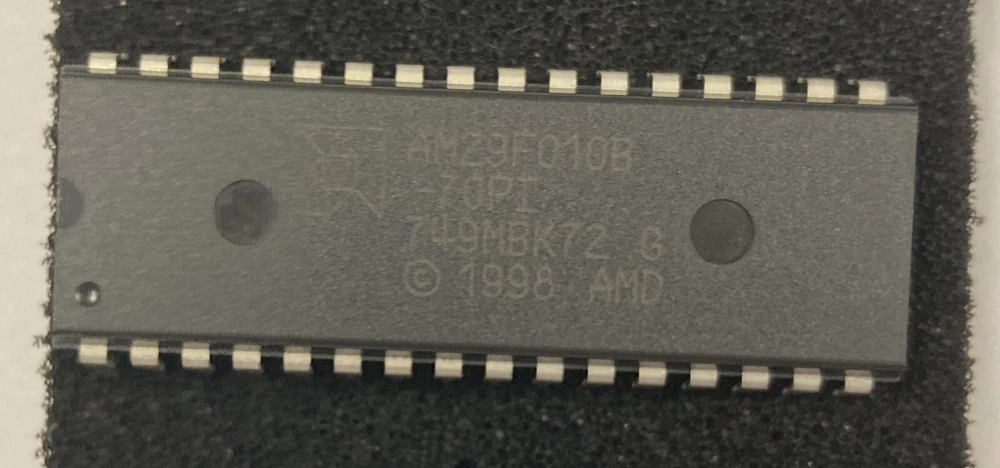 AM29F010B
-70PI
749MBK72 G
© 1998 AMD